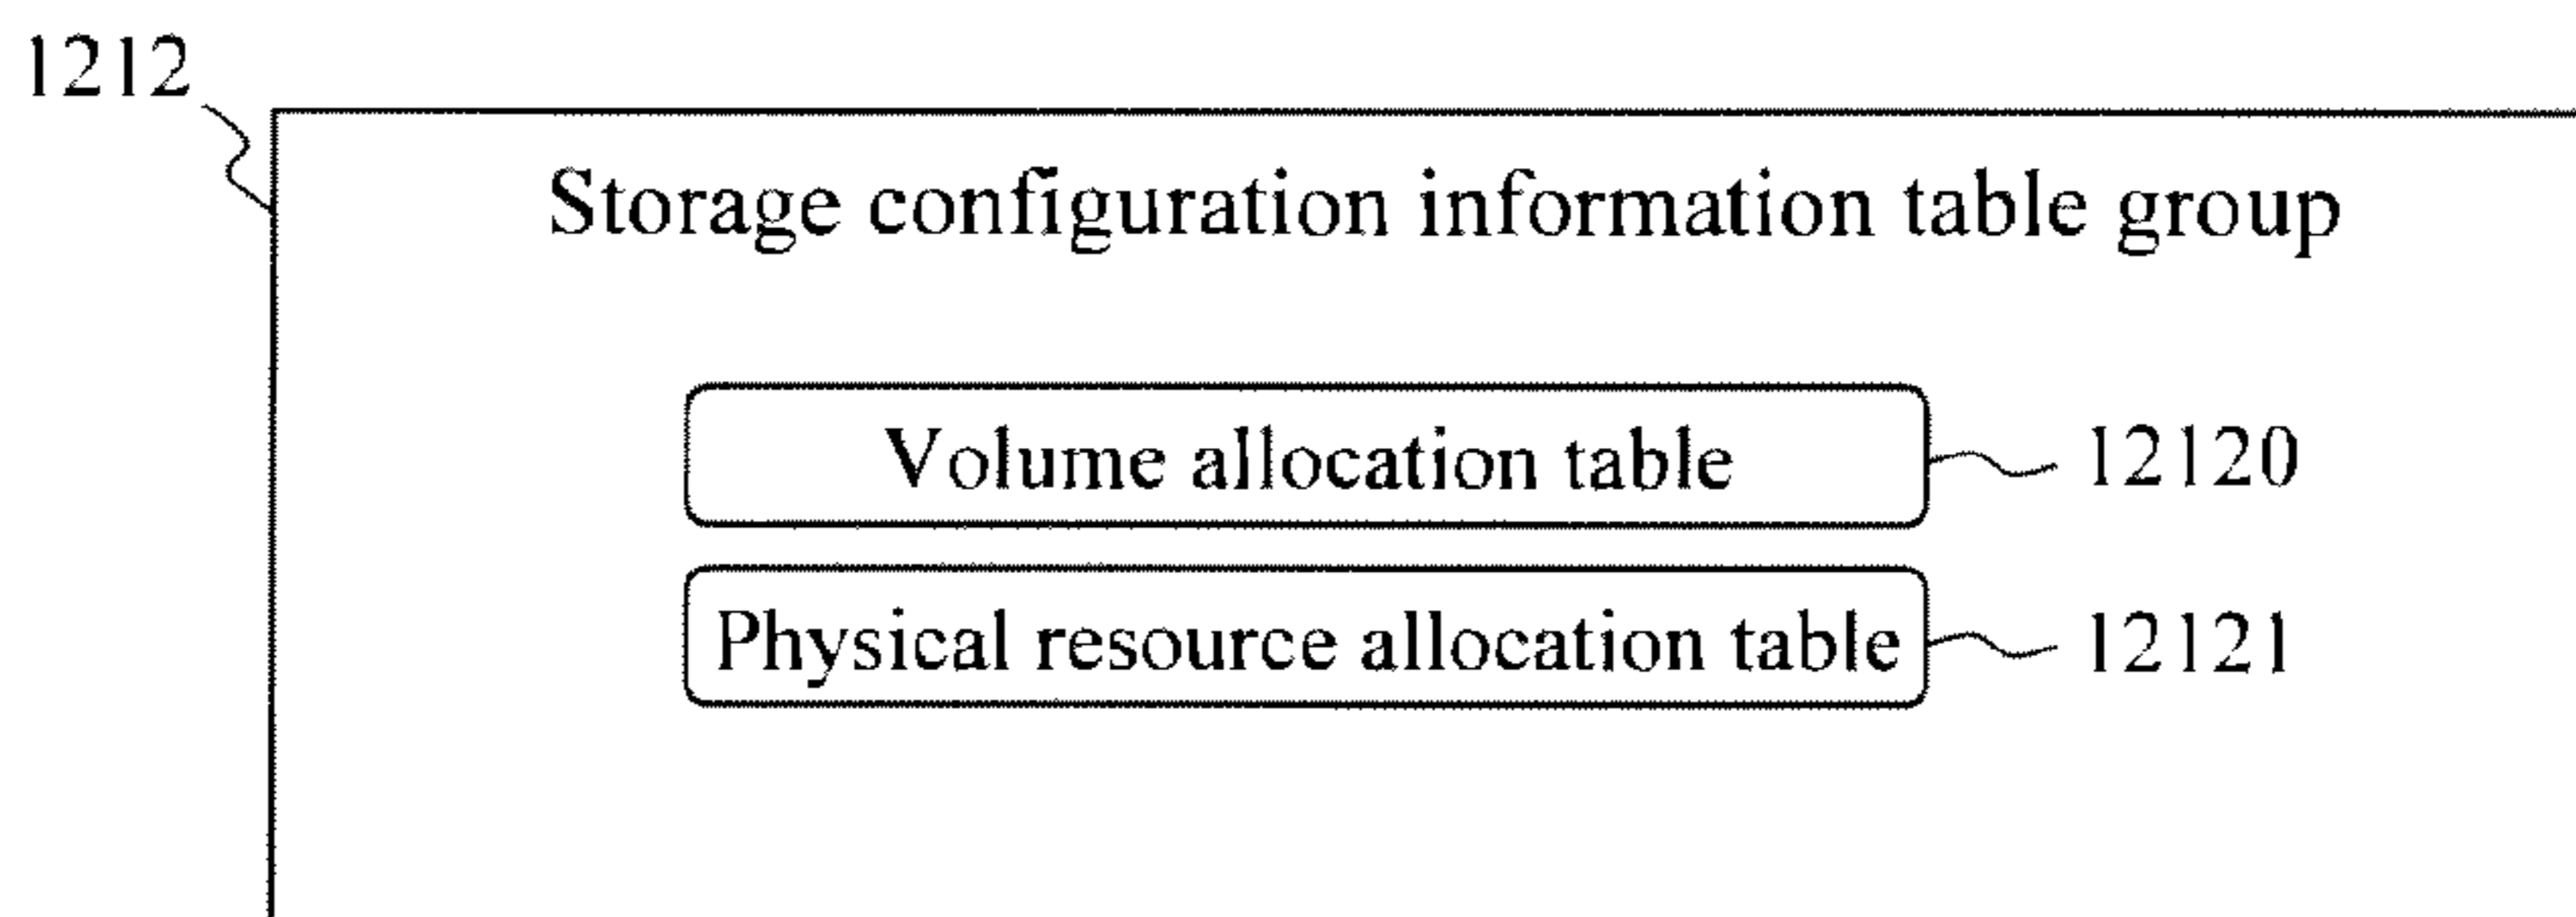 1212
Storage configuration information table group
Volume allocation table 12120
Physical resource allocation table 12121